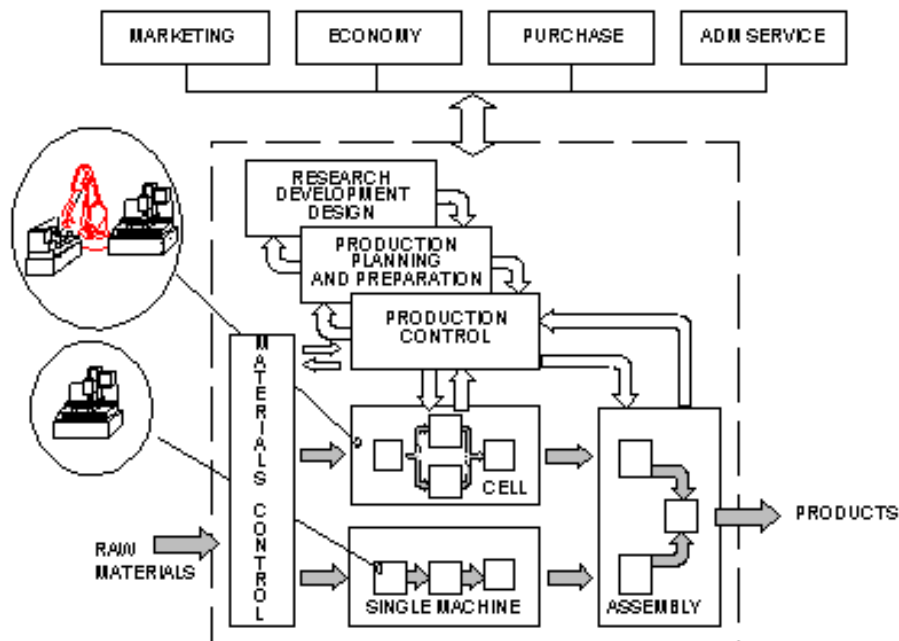 MARKETING
ECONOMY
PURCHASE
ADM SERVICE
RESEARCH
DEVELOPMENT
DESIGN
PRODUCTION
PLANNING
AND PREPARATION
PRODUCTION
CONTROL
MATERIALS CONTROL
CELL
RAW
MATERIALS
SINGLE MACHINE
ASSEMBLY
PRODUCTS